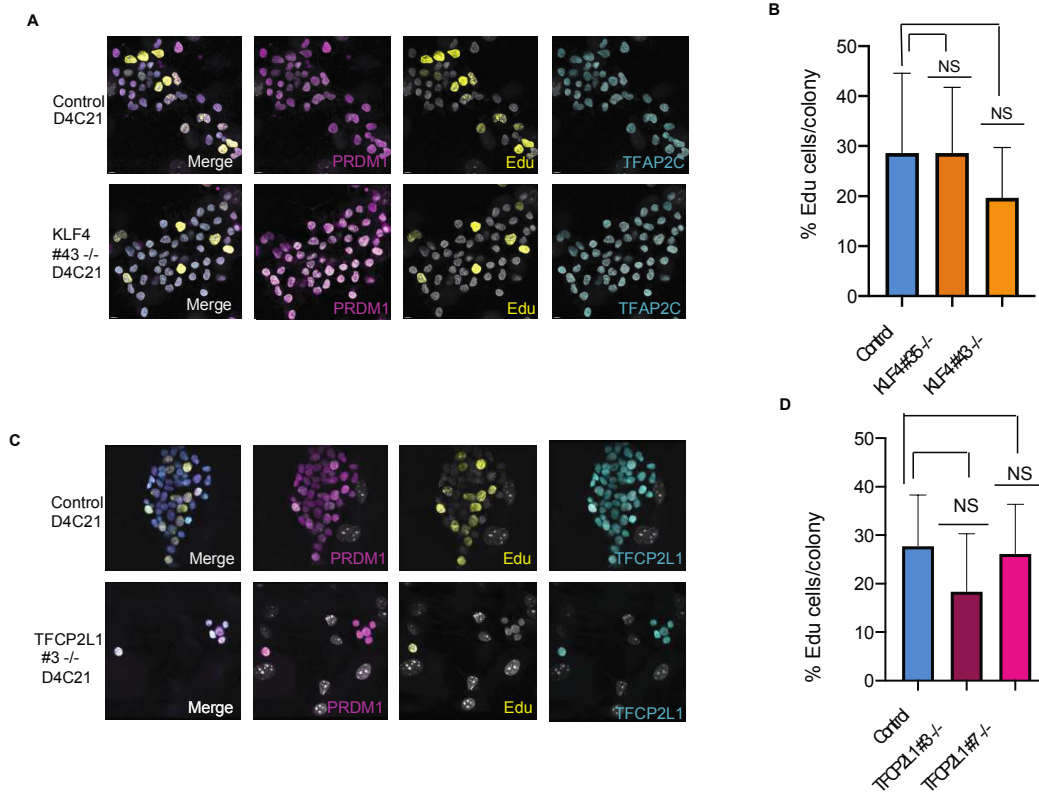 A
Control
D4C21
Merge
PRDM1
Edu
TFAP2C
KLF4
#43 -/-
D4C21
Merge
PRDM1
Edu
TFAP2C
B
% Edu cells/colony
50
40
30
20
10
0
NS
NS
Control
KLF4#35-/-
KLF4#43-/-
C
Control
D4C21
Merge
PRDM1
Edu
TFCP2L1
TFCP2L1
#3 -/-
D4C21
Merge
PRDM1
Edu
TFCP2L1
D
% Edu cells/colony
50
40
30
20
10
0
NS
NS
Control
TFCP2L1#3-/-
TFCP2L1#7-/-